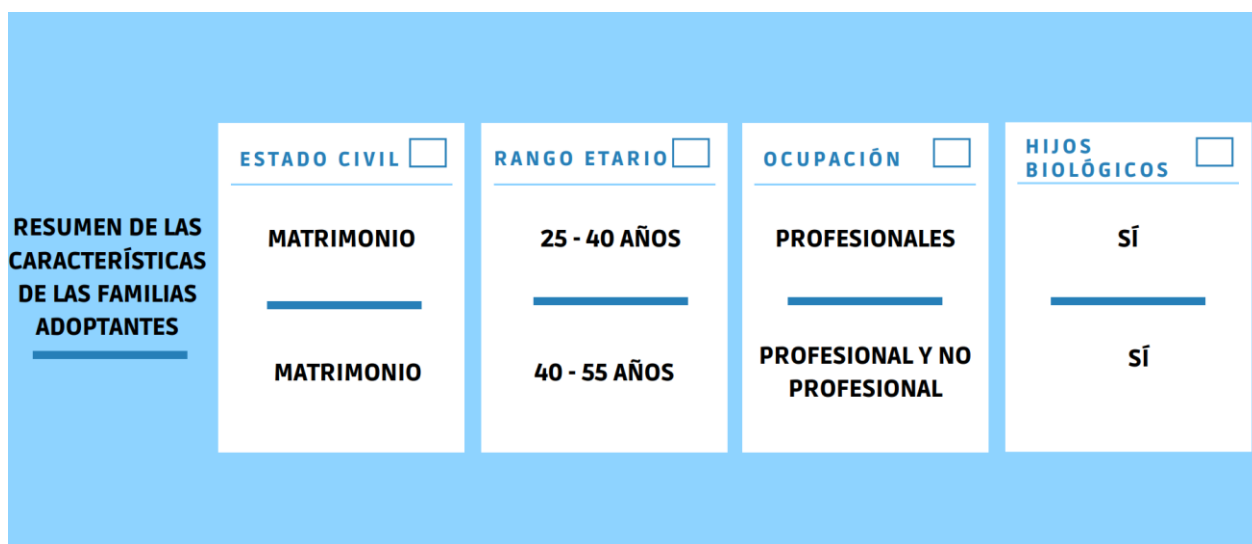 RESUMEN DE LAS
CARACTERÍSTICAS
DE LAS FAMILIAS
ADOPTANTES
ESTADO CIVIL
MATRIMONIO
MATRIMONIO
RANGO ETARIO
25 - 40 AÑOS
40 - 55 AÑOS
OCUPACIÓN
PROFESIONALES
PROFESIONAL Y NO
PROFESIONAL
HIJOS
BIOLÓGICOS
SÍ
SÍ